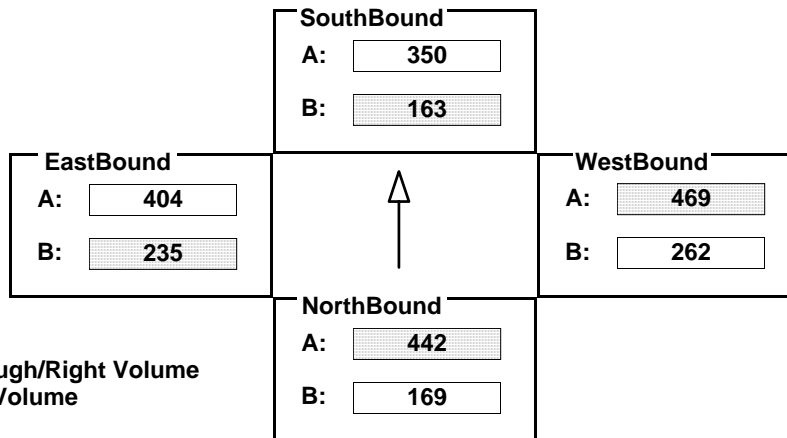 SouthBound
A: 350
B: 163
EastBound
A: 404
B: 235
WestBound
A: 469
B: 262
NorthBound
A: 442
B: 169
ugh/Right Volume
Volume